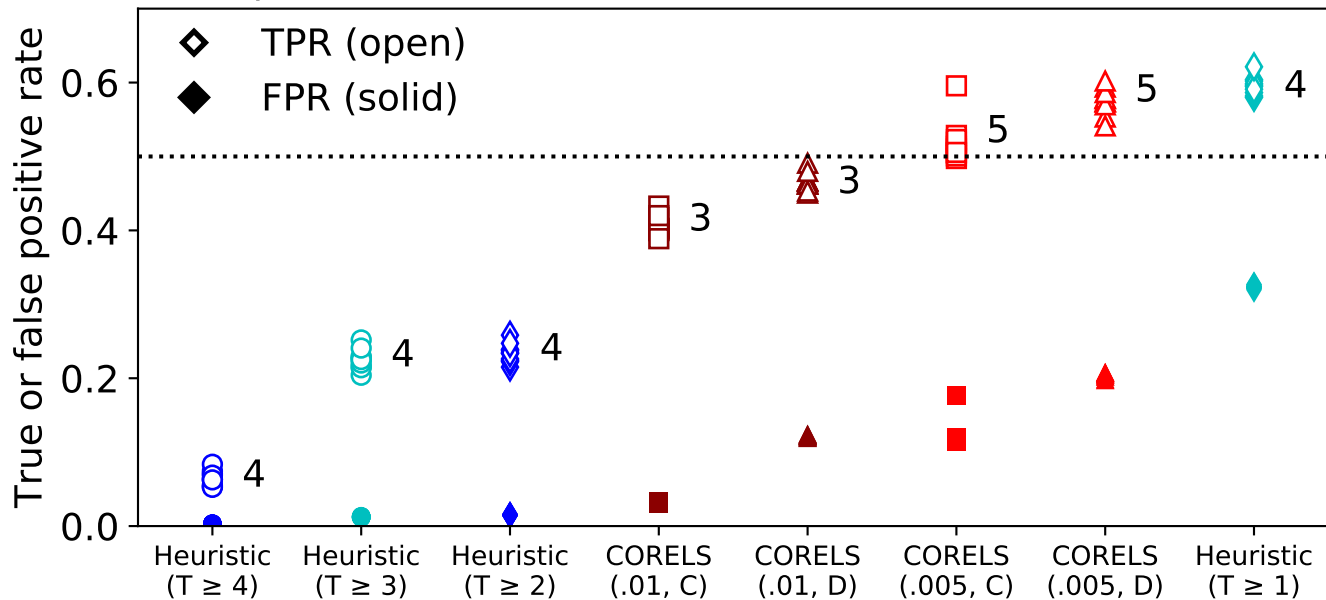 True or false positive rate
TPR (open)
FPR (solid)
0.6
0.4
0.2
0.0
4
4
4
3
3
5
5
4
Heuristic
(T ≥ 4)
Heuristic
(T ≥ 3)
Heuristic
(T ≥ 2)
CORELS
(.01, C)
CORELS
(.01, D)
CORELS
(.005, C)
CORELS
(.005, D)
Heuristic
(T ≥ 1)